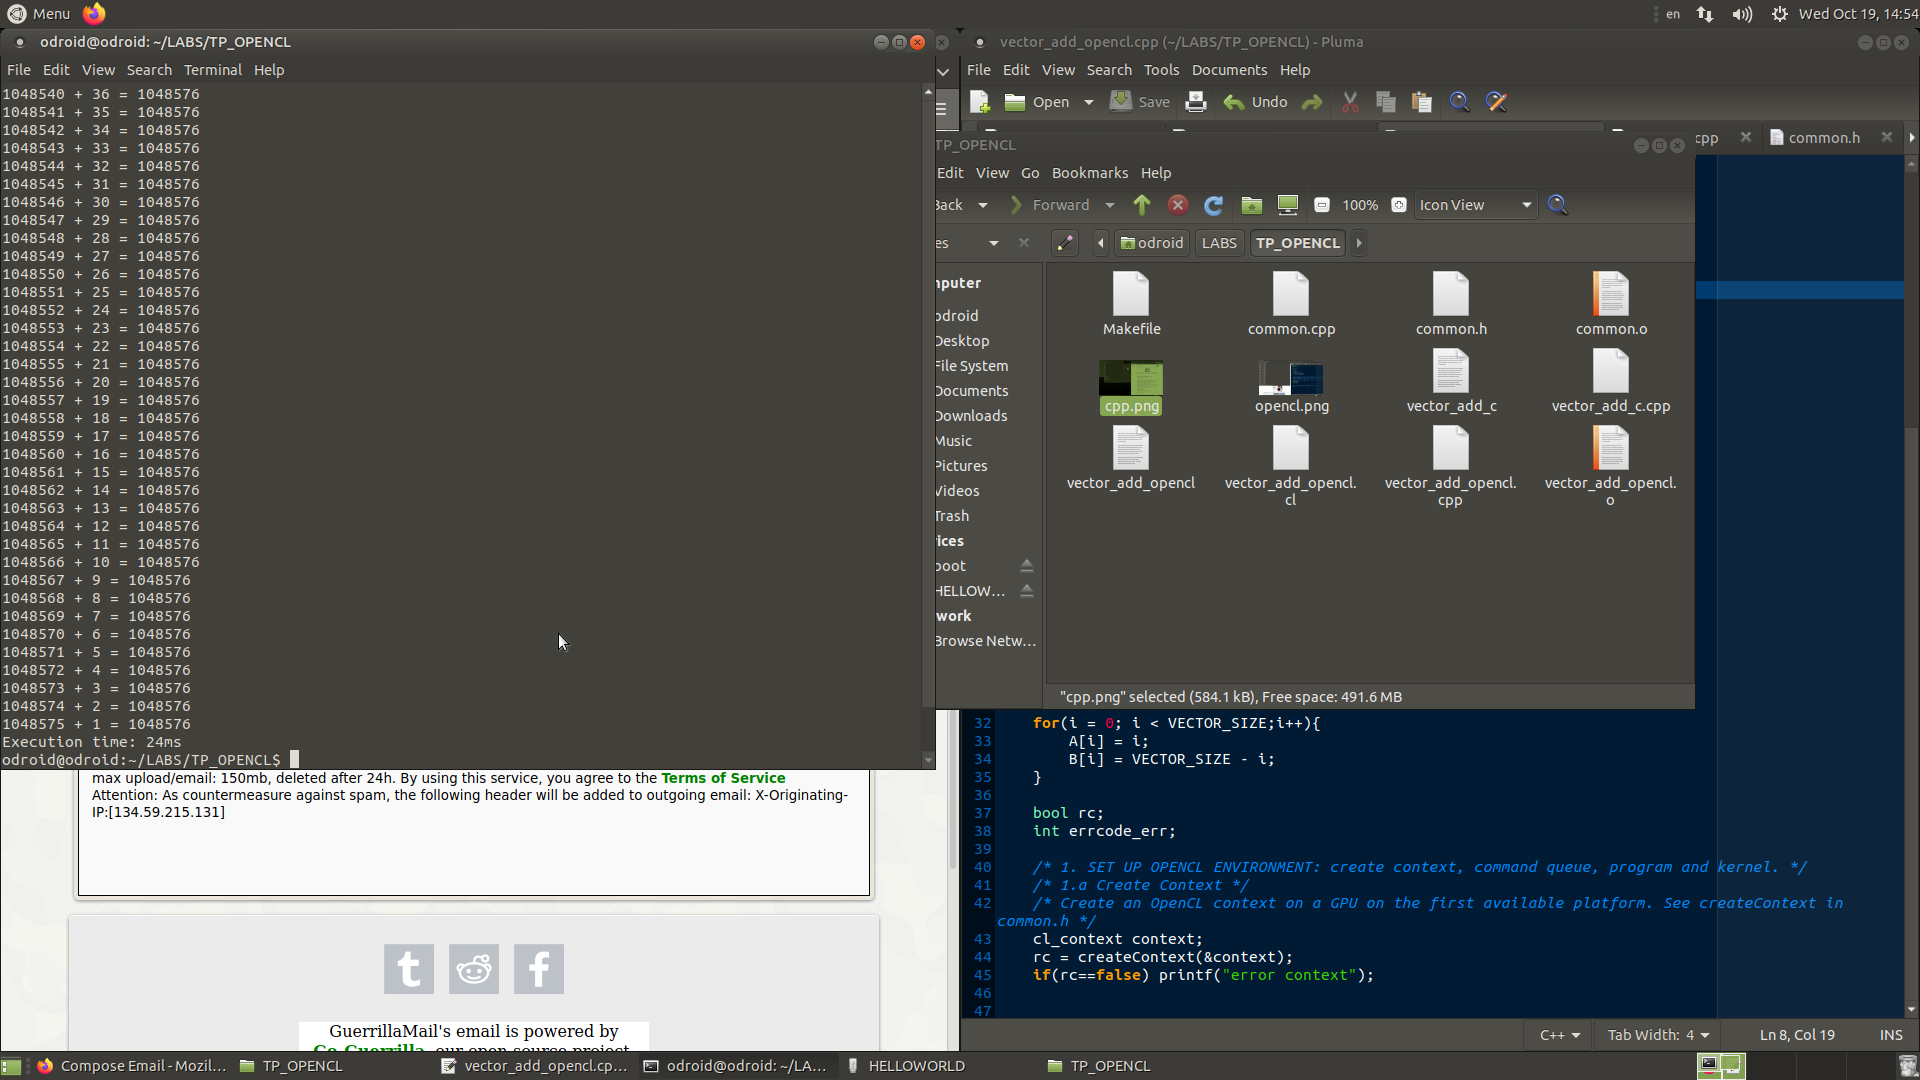 Menu
en
Wed Oct 19, 14:54
odroid@odroid: ~/LABS/TP_OPENCL
File Edit View Search Terminal Help
1048540 + 36 = 1048576
1048541 + 35 = 1048576
1048542 + 34 = 1048576
1048543 + 33 = 1048576
1048544 + 32 = 1048576
1048545 + 31 = 1048576
1048546 + 30 = 1048576
1048547 + 29 = 1048576
1048548 + 28 = 1048576
1048549 + 27 = 1048576
1048550 + 26 = 1048576
1048551 + 25 = 1048576
1048552 + 24 = 1048576
1048553 + 23 = 1048576
1048554 + 22 = 1048576
1048555 + 21 = 1048576
1048556 + 20 = 1048576
1048557 + 19 = 1048576
1048558 + 18 = 1048576
1048559 + 17 = 1048576
1048560 + 16 = 1048576
1048561 + 15 = 1048576
1048562 + 14 = 1048576
1048563 + 13 = 1048576
1048564 + 12 = 1048576
1048565 + 11 = 1048576
1048566 + 10 = 1048576
1048567 + 9 = 1048576
1048568 + 8 = 1048576
1048569 + 7 = 1048576
1048570 + 6 = 1048576
1048571 + 5 = 1048576
1048572 + 4 = 1048576
1048573 + 3 = 1048576
1048574 + 2 = 1048576
1048575 + 1 = 1048576
Execution time: 24ms
odroid@odroid:~/LABS/TP_OPENCL$
max upload/email: 150mb, deleted after 24h. By using this service, you agree to the Terms of Service
Attention: As countermeasure against spam, the following header will be added to outgoing email: X-Originating-
IP:[134.59.215.131]
GuerrillaMail's email is powered by
Go-Guerrilla, our open source project
vector_add_opencl.cpp (~/LABS/TP_OPENCL) - Pluma
File Edit View Search Tools Documents Help
Open Save Undo
cpp common.h
TP_OPENCL
Edit View Go Bookmarks Help
Back Forward 100% Icon View
es odroid LABS TP_OPENCL
nputer
odroid
Desktop
File System
Documents
Downloads
Music
Pictures
Videos
Trash
ices
boot
HELLOW...
work
Browse Netw...
Makefile common.cpp common.h common.o
cpp.png opencl.png vector_add_c vector_add_c.cpp
vector_add_opencl vector_add_opencl. vector_add_opencl. vector_add_opencl.
cl cpp o
"cpp.png" selected (584.1 kB), Free space: 491.6 MB
32 for(i = 0; i < VECTOR_SIZE;i++){
33 A[i] = i;
34 B[i] = VECTOR_SIZE - i;
35 }
36
37 bool rc;
38 int errcode_err;
39
40 /* 1. SET UP OPENCL ENVIRONMENT: create context, command queue, program and kernel. */
41 /* 1.a Create Context */
42 /* Create an OpenCL context on a GPU on the first available platform. See createContext in
common.h */
43 cl_context context;
44 rc = createContext(&context);
45 if(rc==false) printf("error context");
46
47
C++ Tab Width: 4 Ln 8, Col 19 INS
Compose Email - Mozil... TP_OPENCL vector_add_opencl.cp... odroid@odroid: ~/LA... HELLOWORLD TP_OPENCL